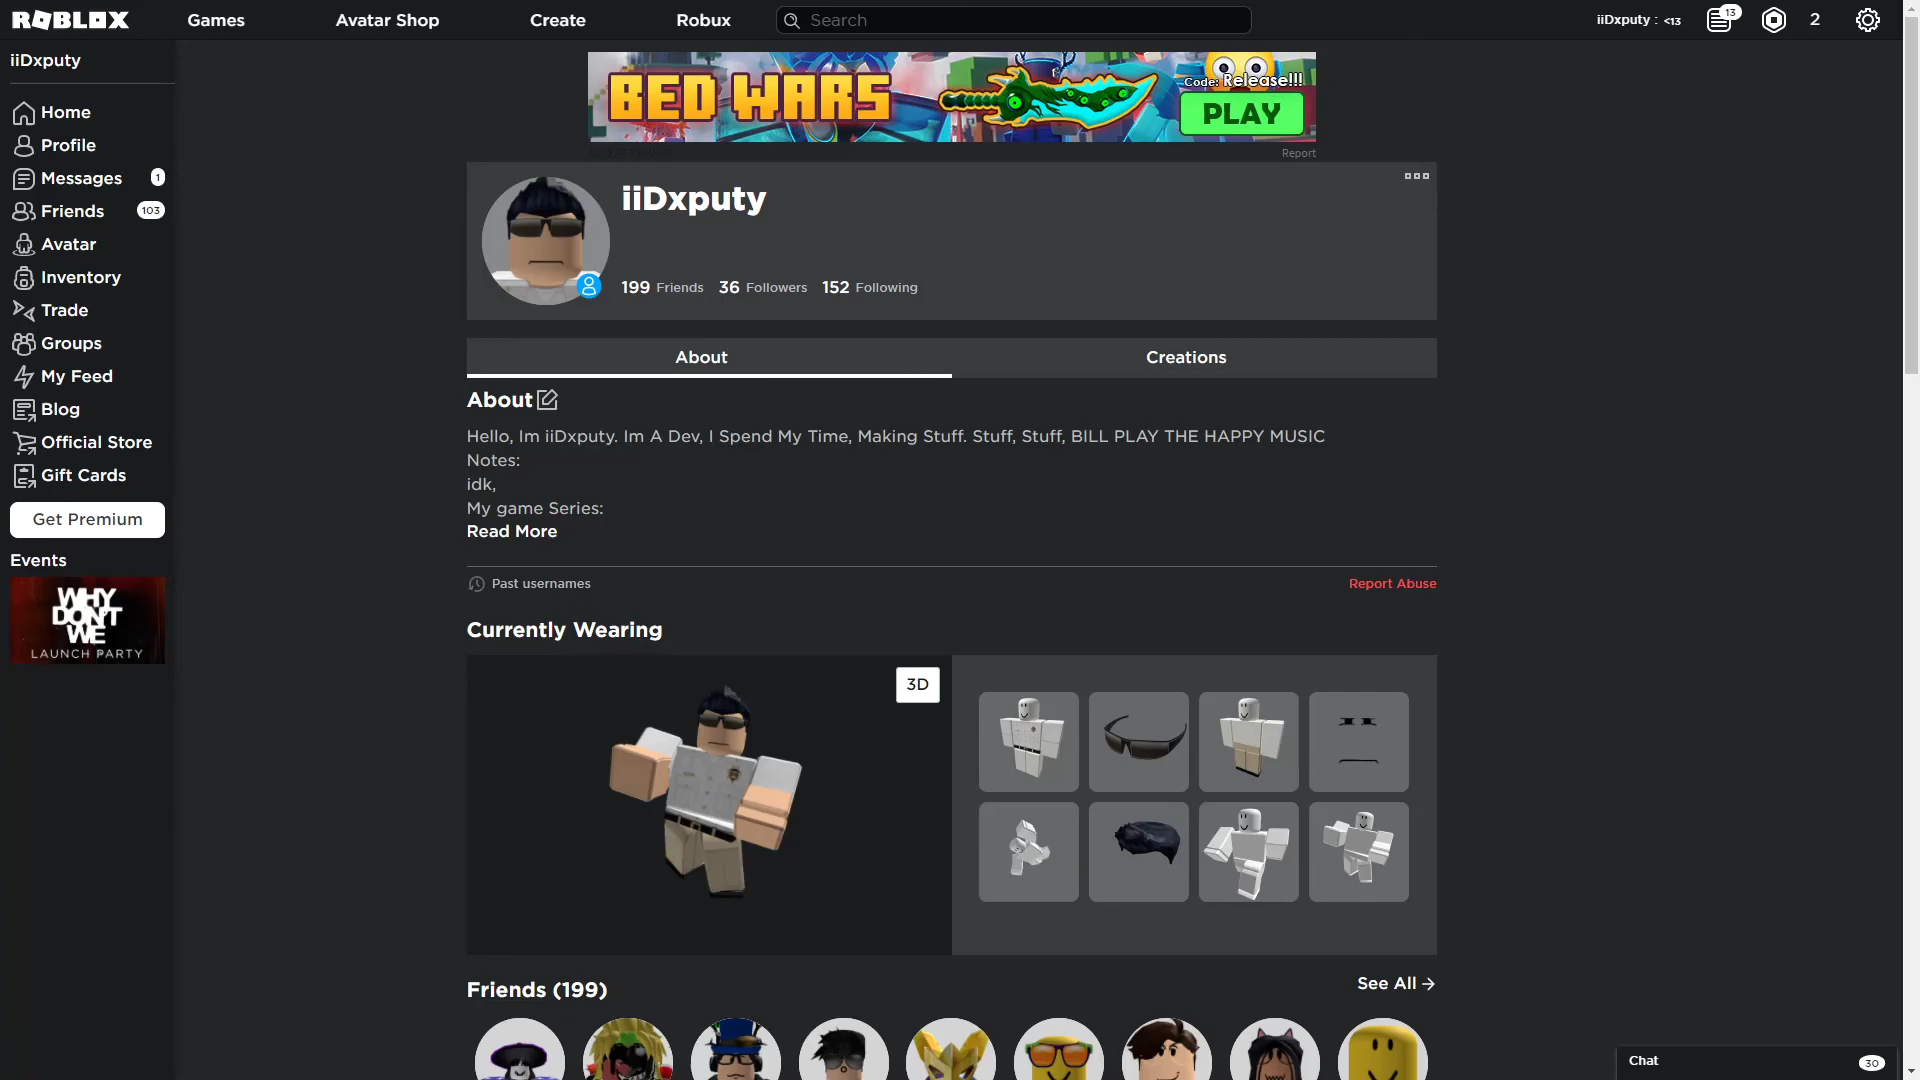 ROBLOX
Games
Avatar Shop
Create
Robux
Search
iiDxputy : <13
13
2
iiDxputy
Home
Profile
Messages
1
Friends
103
Avatar
Inventory
Trade
Groups
My Feed
Blog
Official Store
Gift Cards
Get Premium
Events
WHY
DON'T
WE
LAUNCH PARTY
BED WARS
Code: Release!!!
PLAY
Report
iiDxputy
199 Friends 36 Followers 152 Following
About
Creations
About
Hello, Im iiDxputy. Im A Dev, I Spend My Time, Making Stuff. Stuff, Stuff, BILL PLAY THE HAPPY MUSIC
Notes:
idk,
My game Series:
Read More
Past usernames
Report Abuse
Currently Wearing
3D
Friends (199)
See All
Chat
30